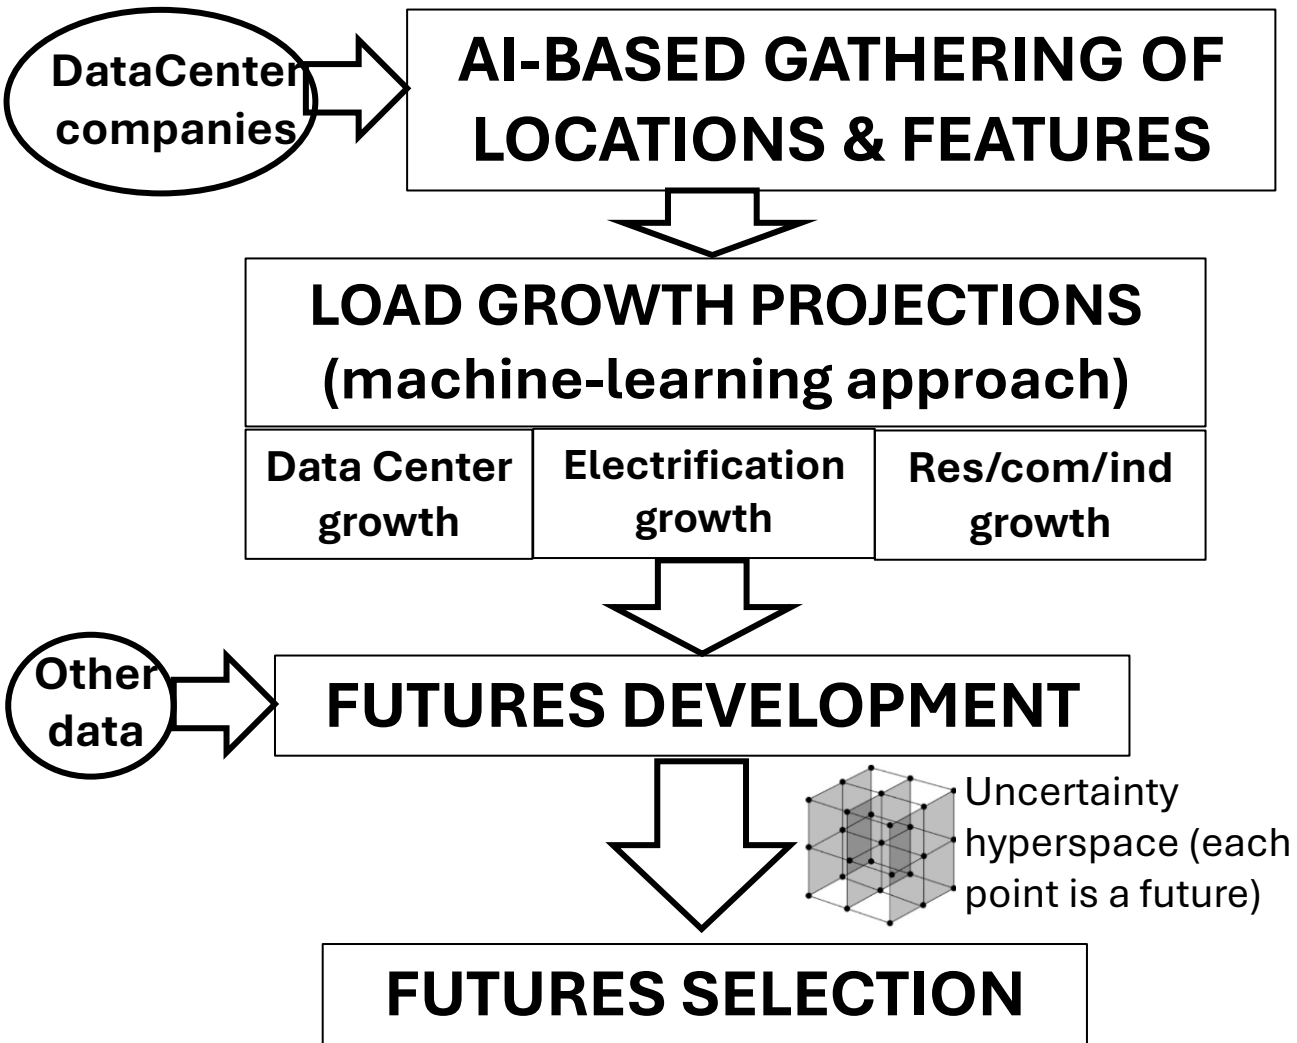 DataCenter
companies
AI-BASED GATHERING OF
LOCATIONS & FEATURES
LOAD GROWTH PROJECTIONS
(machine-learning approach)
Data Center
growth
Electrification
growth
Res/com/ind
growth
Other
data
FUTURES DEVELOPMENT
Uncertainty
hyperspace (each
point is a future)
FUTURES SELECTION